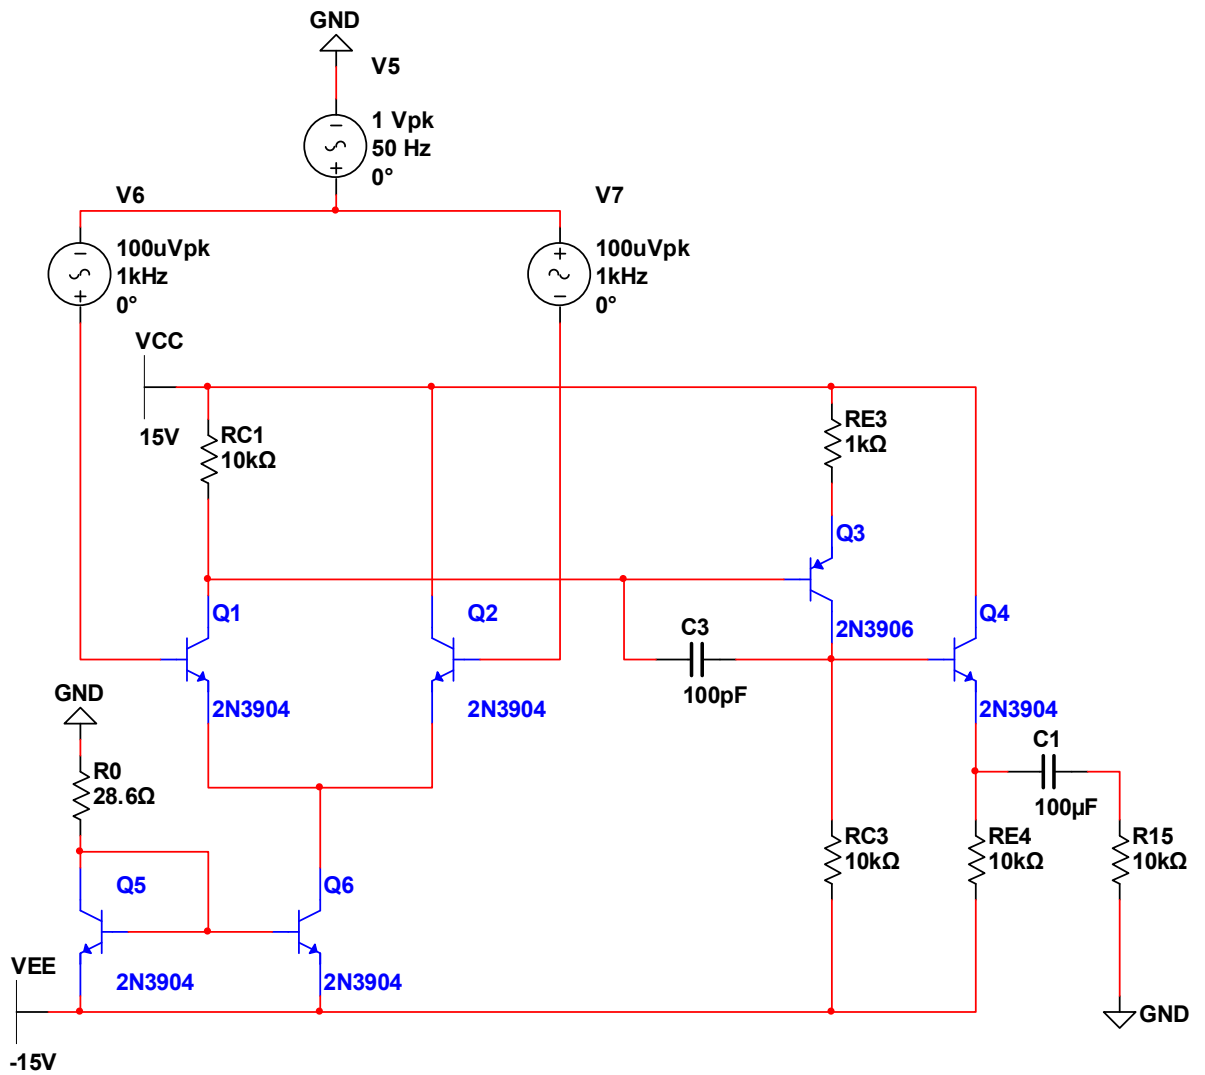 GND
V5
1 Vpk
50 Hz
0°
V6
100uVpk
1kHz
0°
V7
100uVpk
1kHz
0°
VCC
15V
RC1
10kΩ
RE3
1kΩ
Q3
2N3906
Q1
2N3904
Q2
2N3904
C3
100pF
Q4
2N3904
GND
R0
28.6Ω
C1
100µF
RC3
10kΩ
RE4
10kΩ
R15
10kΩ
Q5
2N3904
Q6
2N3904
VEE
-15V
GND